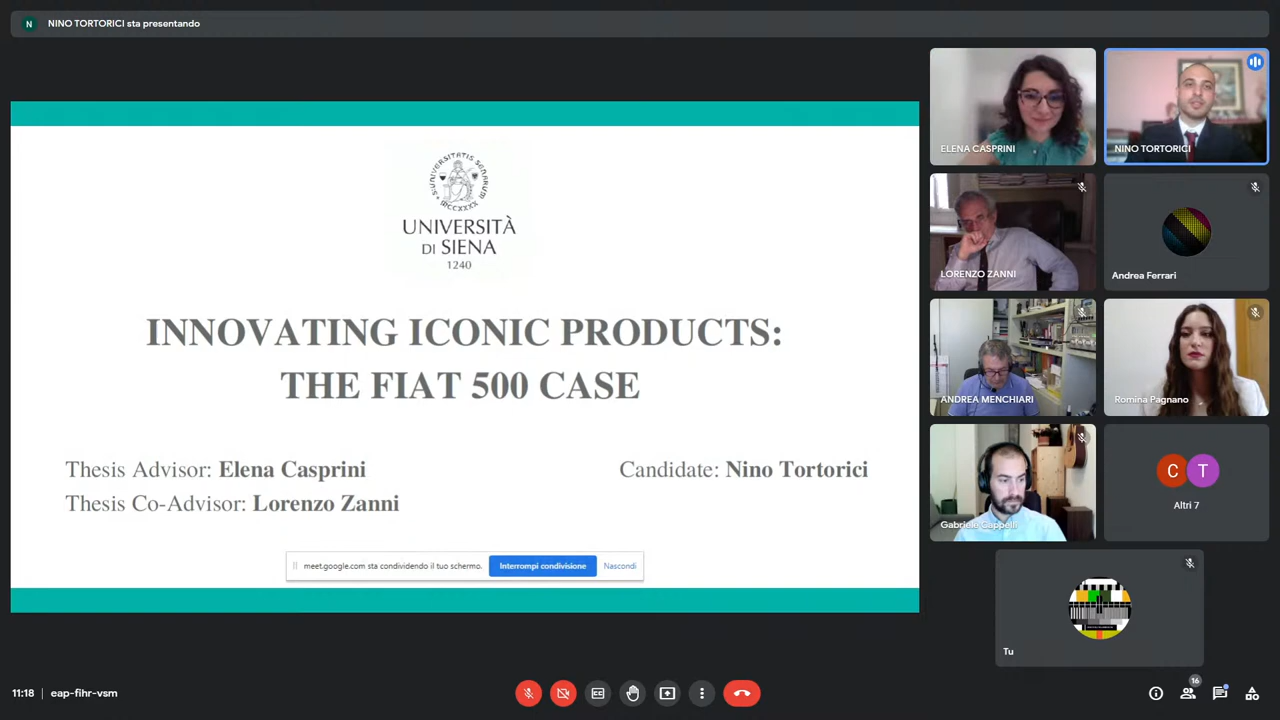 N NINO TORTORICI sta presentando
UNIVERSITÀ
DI SIENA
1240
INNOVATING ICONIC PRODUCTS:
THE FIAT 500 CASE
Thesis Advisor: Elena Casprini
Candidate: Nino Tortorici
Thesis Co-Advisor: Lorenzo Zanni
meet.google.com sta condividendo il tuo schermo. Interrompi condivisione Nascondi
ELENA CASPRINI
NINO TORTORICI
LORENZO ZANNI
Andrea Ferrari
ANDREA MENCHIARI
Romina Pagnano
Gabriele Cappelli
C T
Altri 7
Tu
11:18 eap-fihr-vsm
16